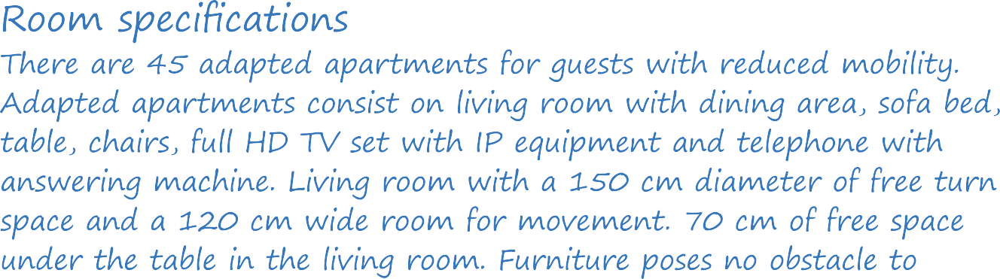 Room specifications
There are 45 adapted apartments for guests with reduced mobility.
Adapted apartments consist on living room with dining area, sofa bed,
table, chairs, full HD TV set with IP equipment and telephone with
answering machine. Living room with a 150 cm diameter of free turn
space and a 120 cm wide room for movement. 70 cm of free space
under the table in the living room. Furniture poses no obstacle to